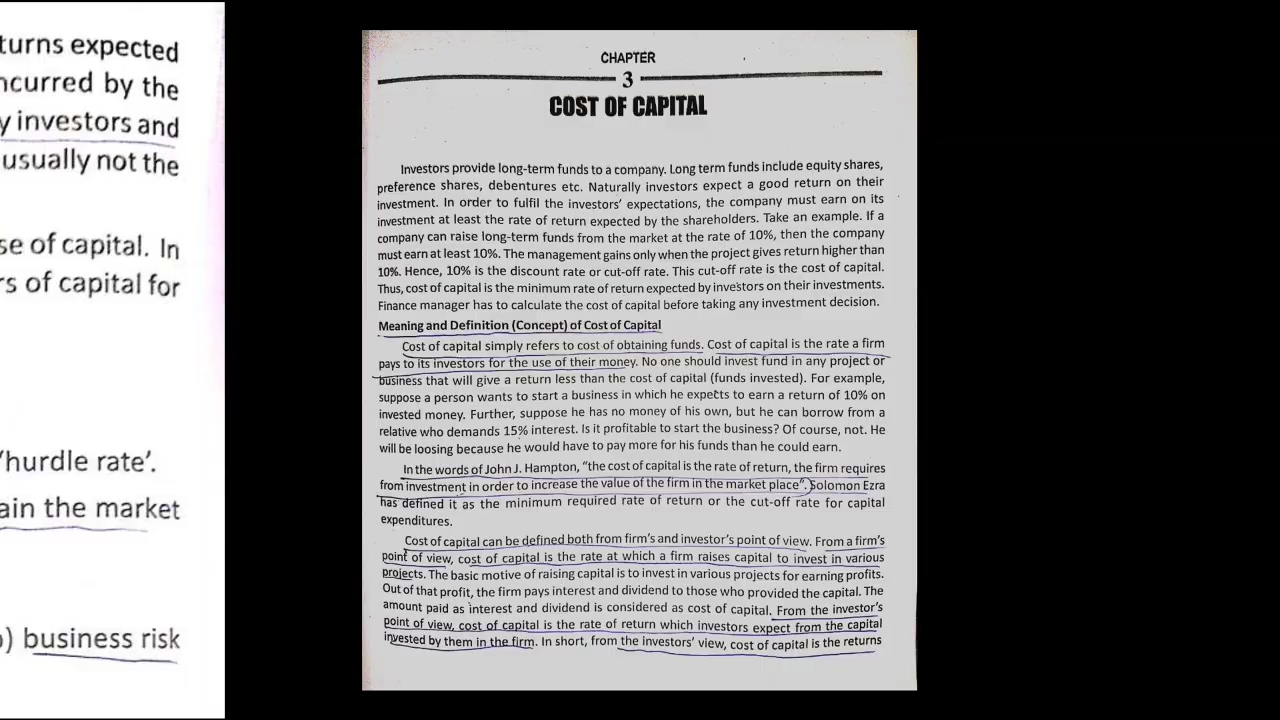 turns expected
ncurred by the
y investors and
usually not the
se of capital. In
rs of capital for
'hurdle rate'.
ain the market
) business risk
CHAPTER
3
COST OF CAPITAL
Investors provide long-term funds to a company. Long term funds include equity shares,
preference shares, debentures etc. Naturally investors expect a good return on their
investment. In order to fulfil the investors' expectations, the company must earn on its
investment at least the rate of return expected by the shareholders. Take an example. If a
company can raise long-term funds from the market at the rate of 10%, then the company
must earn at least 10%. The management gains only when the project gives return higher than
10%. Hence, 10% is the discount rate or cut-off rate. This cut-off rate is the cost of capital.
Thus, cost of capital is the minimum rate of return expected by investors on their investments.
Finance manager has to calculate the cost of capital before taking any investment decision.
Meaning and Definition (Concept) of Cost of Capital
Cost of capital simply refers to cost of obtaining funds. Cost of capital is the rate a firm
pays to its investors for the use of their money. No one should invest fund in any project or
business that will give a return less than the cost of capital (funds invested). For example,
suppose a person wants to start a business in which he expects to earn a return of 10% on
invested money. Further, suppose he has no money of his own, but he can borrow from a
relative who demands 15% interest. Is it profitable to start the business? Of course, not. He
will be loosing because he would have to pay more for his funds than he could earn.
In the words of John J. Hampton, "the cost of capital is the rate of return, the firm requires
from investment in order to increase the value of the firm in the market place". Solomon Ezra
has defined it as the minimum required rate of return or the cut-off rate for capital
expenditures.
Cost of capital can be defined both from firm's and investor's point of view. From a firm's
point of view, cost of capital is the rate at which a firm raises capital to invest in various
projects. The basic motive of raising capital is to invest in various projects for earning profits.
Out of that profit, the firm pays interest and dividend to those who provided the capital. The
amount paid as interest and dividend is considered as cost of capital. From the investor's
point of view, cost of capital is the rate of return which investors expect from the capital
invested by them in the firm. In short, from the investors' view, cost of capital is the returns